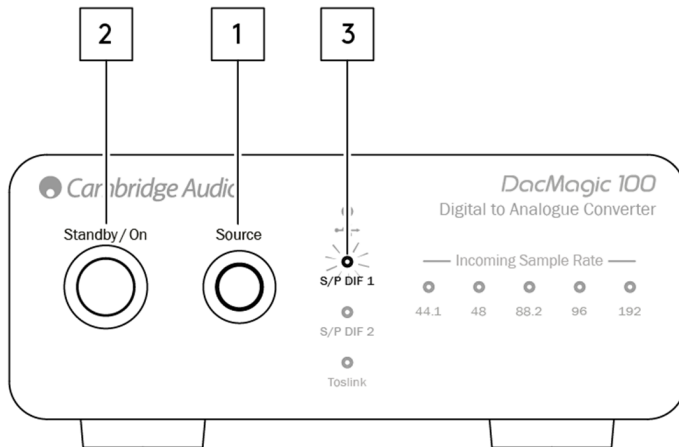 2 1 3
Cambridge Audio
DacMagic 100
Digital to Analogue Converter
Standby / On
Source
S/P DIF 1
S/P DIF 2
Toslink
Incoming Sample Rate
44.1 48 88.2 96 192